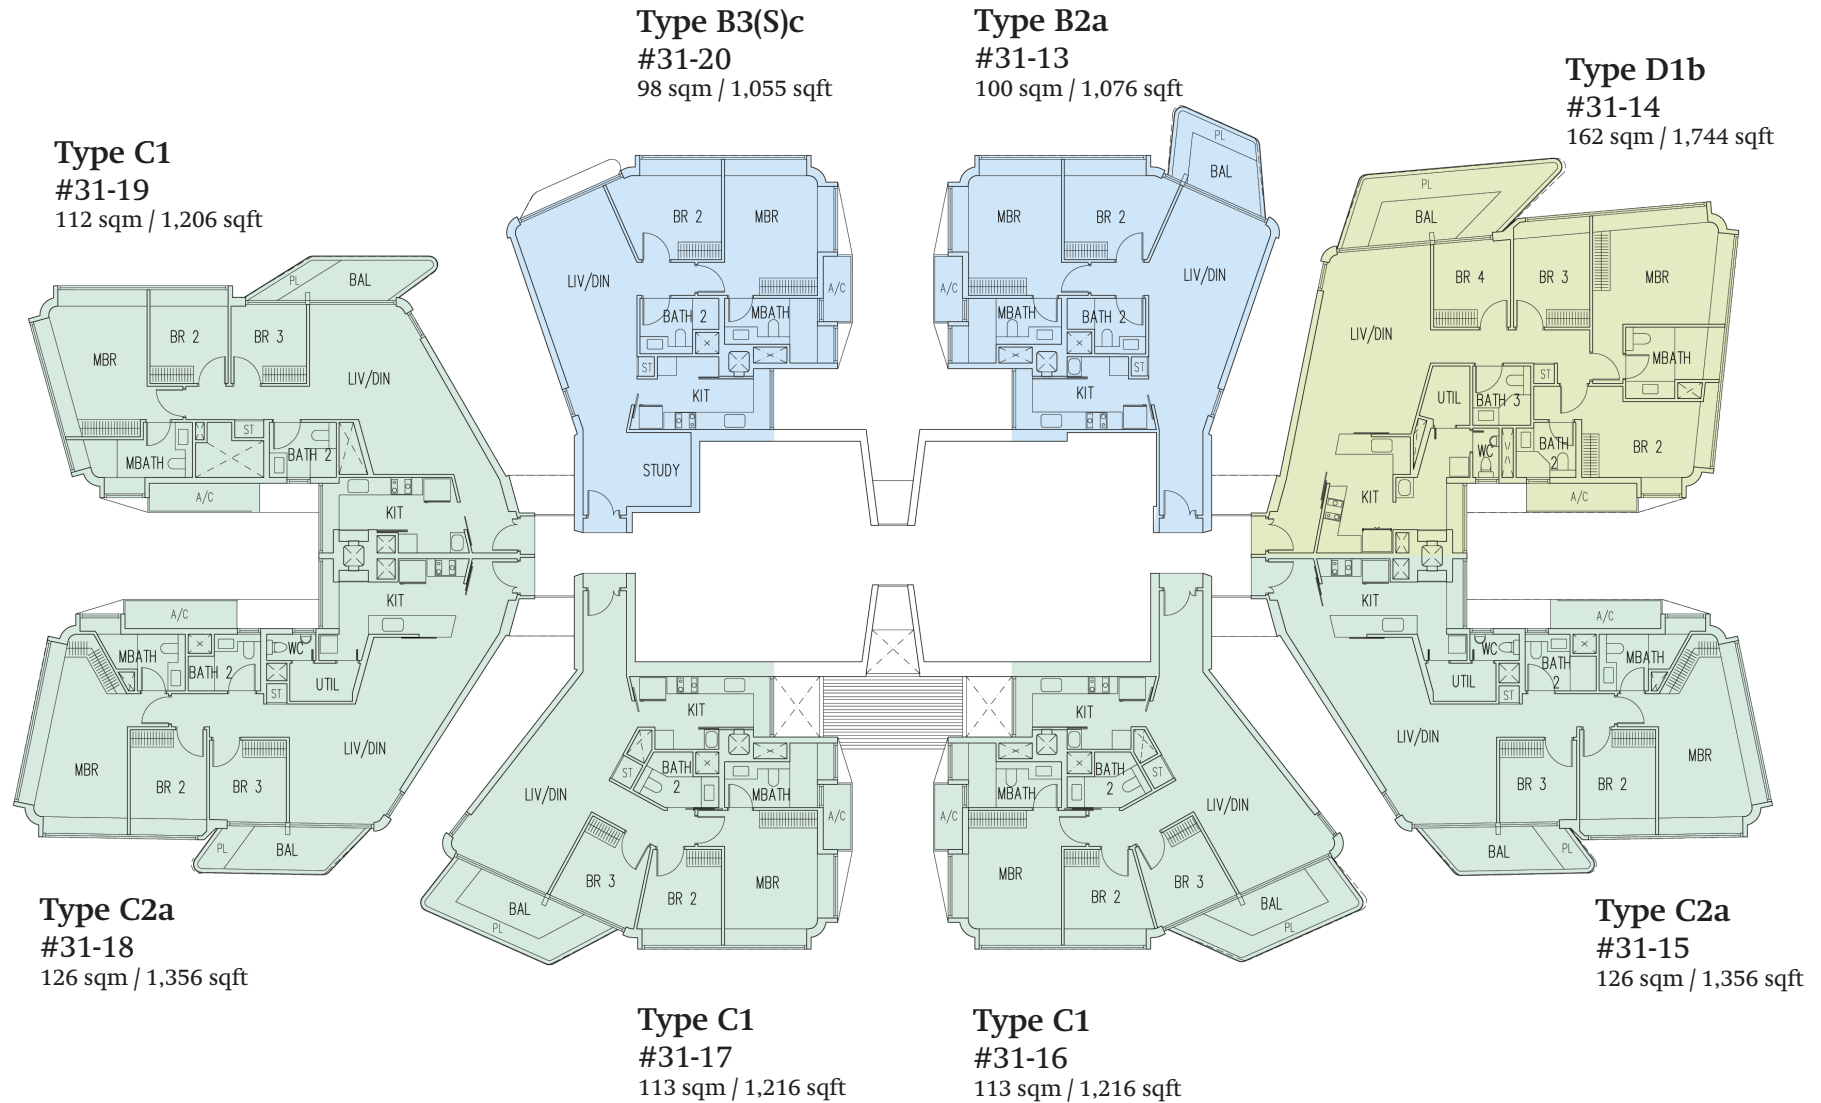 Type B3(S)c
#31-20
98 sqm / 1,055 sqft
Type B2a
#31-13
100 sqm / 1,076 sqft
Type D1b
#31-14
162 sqm / 1,744 sqft
Type C1
#31-19
112 sqm / 1,206 sqft
PL
BAL
MBR
BR 2
BR 3
LIV/DIN
ST
MBATH
BATH 2
A/C
KIT
BR 2
MBR
LIV/DIN
A/C
BATH 2
MBATH
ST
KIT
STUDY
PL
BAL
MBR
BR 2
LIV/DIN
A/C
MBATH
BATH 2
ST
KIT
PL
BAL
BR 4
BR 3
MBR
LIV/DIN
MBATH
ST
UTIL
BATH 3
WC
BATH
2
BR 2
KIT
A/C
KIT
A/C
MBATH
BATH 2
WC
UTIL
ST
LIV/DIN
MBR
BR 2
BR 3
PL
BAL
KIT
BATH
2
ST
MBATH
A/C
LIV/DIN
BR 3
BR 2
MBR
BAL
PL
KIT
BATH
2
ST
MBATH
A/C
LIV/DIN
MBR
BR 2
BR 3
BAL
PL
KIT
A/C
WC
BATH
2
MBATH
UTIL
ST
LIV/DIN
BR 3
BR 2
MBR
BAL
PL
Type C2a
#31-18
126 sqm / 1,356 sqft
Type C2a
#31-15
126 sqm / 1,356 sqft
Type C1
#31-17
113 sqm / 1,216 sqft
Type C1
#31-16
113 sqm / 1,216 sqft